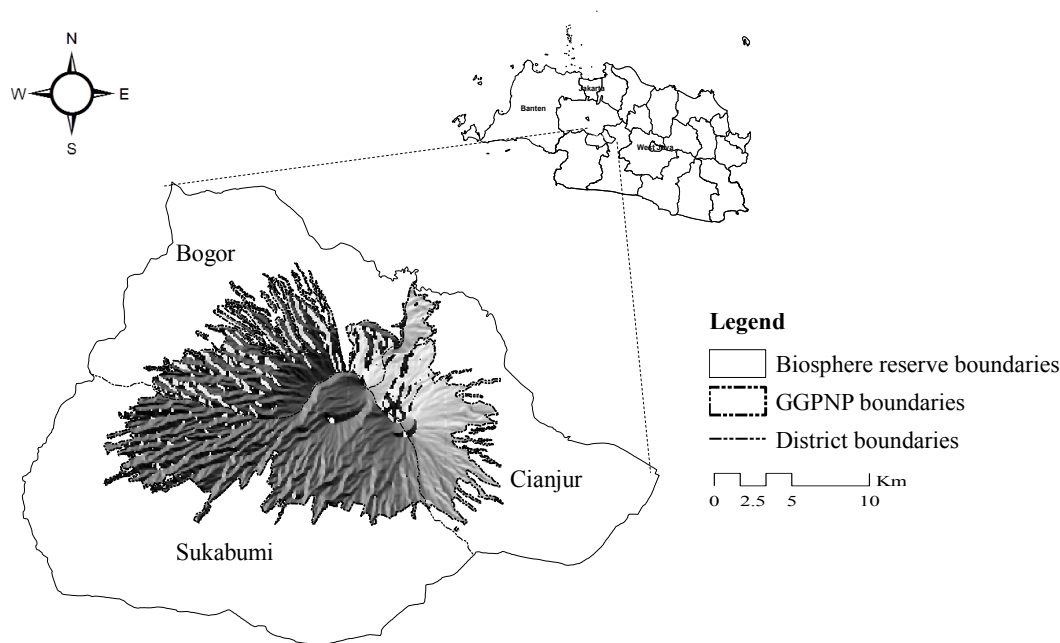 N
W E
S
Jakarta
Banten
West Java
Bogor
Cianjur
Sukabumi
Legend
Biosphere reserve boundaries
GGPNP boundaries
District boundaries
Km
0 2.5 5 10